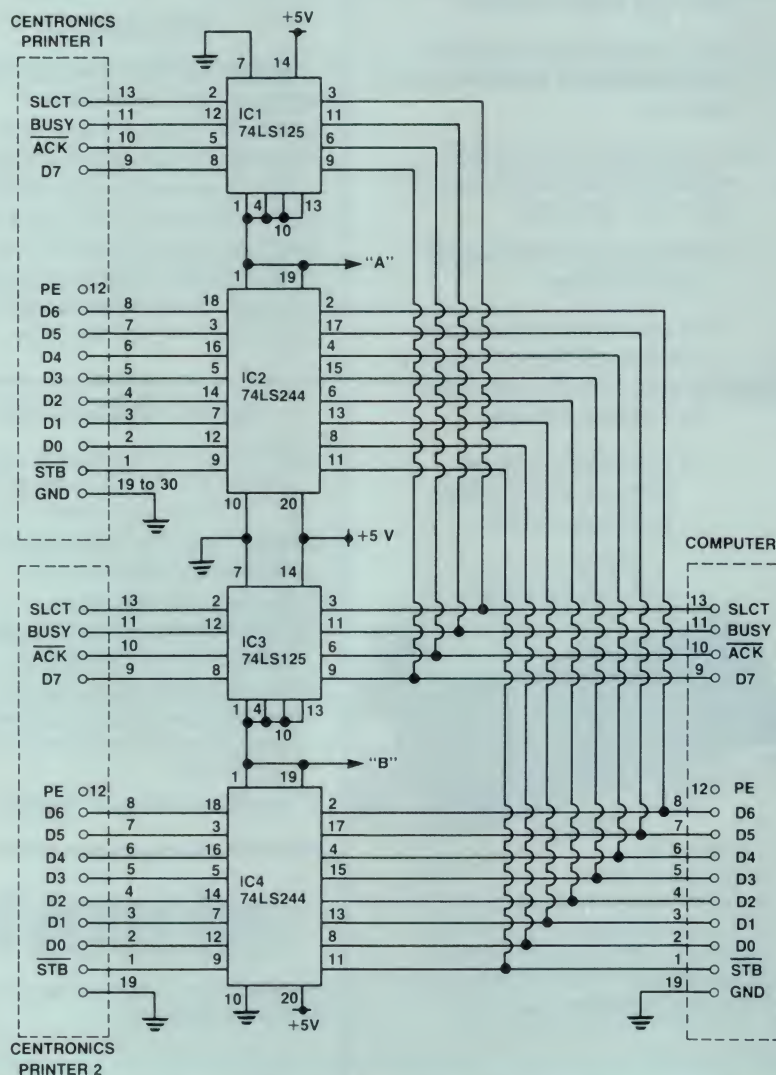 CENTRONICS
PRINTER 1
+5V
7 14
SLCT 13 2 3
BUSY 11 12 11
ACK 10 5 6
D7 9 8 9
IC1
74LS125
1 4 13
10
1 19 "A"
PE 12
D6 8 18 2
D5 7 3 17
D4 6 16 4
D3 5 5 15
D2 4 14 6
D1 3 7 13
D0 2 12 8
STB 1 9 11
GND 19 to 30
IC2
74LS244
10 20
+5 V
7 14
COMPUTER
SLCT 13 2 3 13 SLCT
BUSY 11 12 11 11 BUSY
ACK 10 5 6 10 ACK
D7 9 8 9 9 D7
IC3
74LS125
1 4 13
10
1 19 "B"
PE 12 12 PE
D6 8 18 2 8 D6
D5 7 3 17 7 D5
D4 6 16 4 6 D4
D3 5 5 15 5 D3
D2 4 14 4 D2
D1 3 7 13 3 D1
D0 2 12 8 2 D0
STB 1 9 11 1 STB
19 19 GND
IC4
74LS244
10 20
+5V
CENTRONICS
PRINTER 2